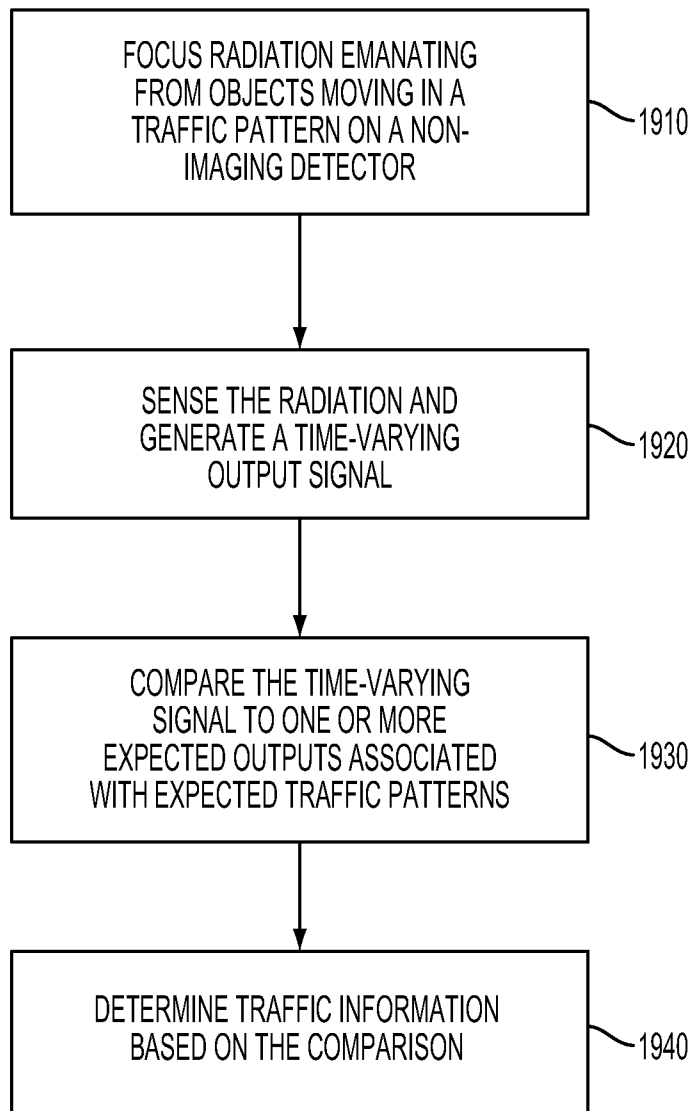 FOCUS RADIATION EMANATING
FROM OBJECTS MOVING IN A
TRAFFIC PATTERN ON A NON-
IMAGING DETECTOR
1910
SENSE THE RADIATION AND
GENERATE A TIME-VARYING
OUTPUT SIGNAL
1920
COMPARE THE TIME-VARYING
SIGNAL TO ONE OR MORE
EXPECTED OUTPUTS ASSOCIATED
WITH EXPECTED TRAFFIC PATTERNS
1930
DETERMINE TRAFFIC INFORMATION
BASED ON THE COMPARISON
1940